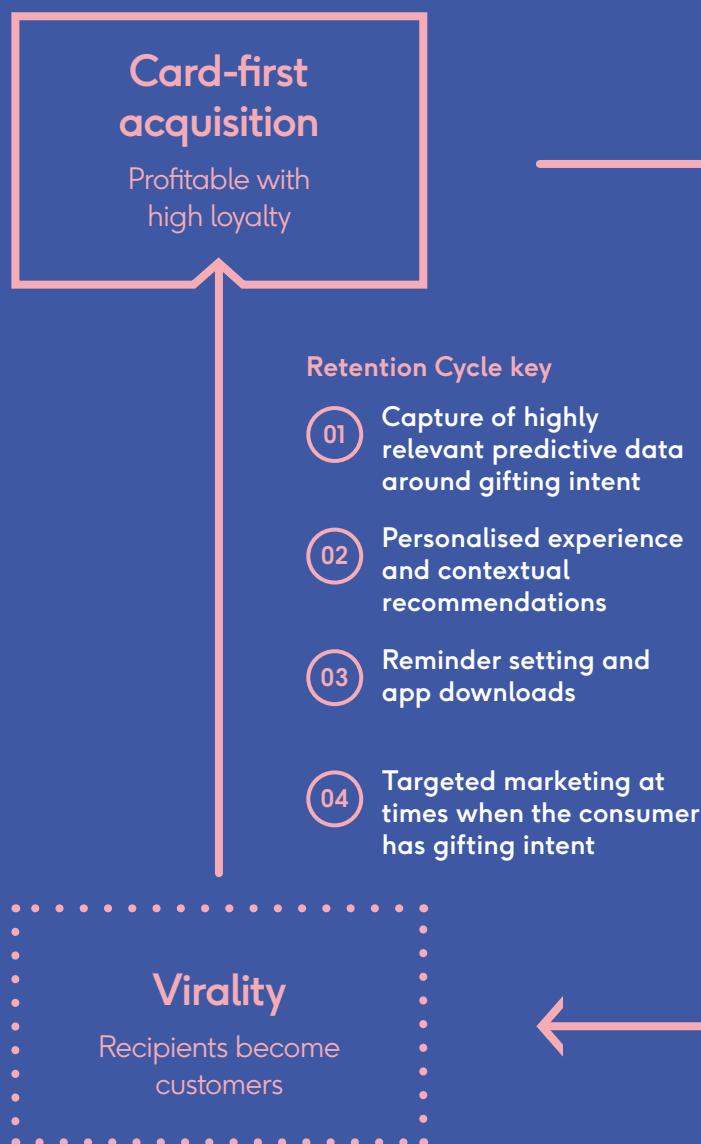 Card-first
acquisition
Profitable with
high loyalty
Retention Cycle key
01
Capture of highly
relevant predictive data
around gifting intent
02
Personalised experience
and contextual
recommendations
03
Reminder setting and
app downloads
04
Targeted marketing at
times when the consumer
has gifting intent
Virality
Recipients become
customers